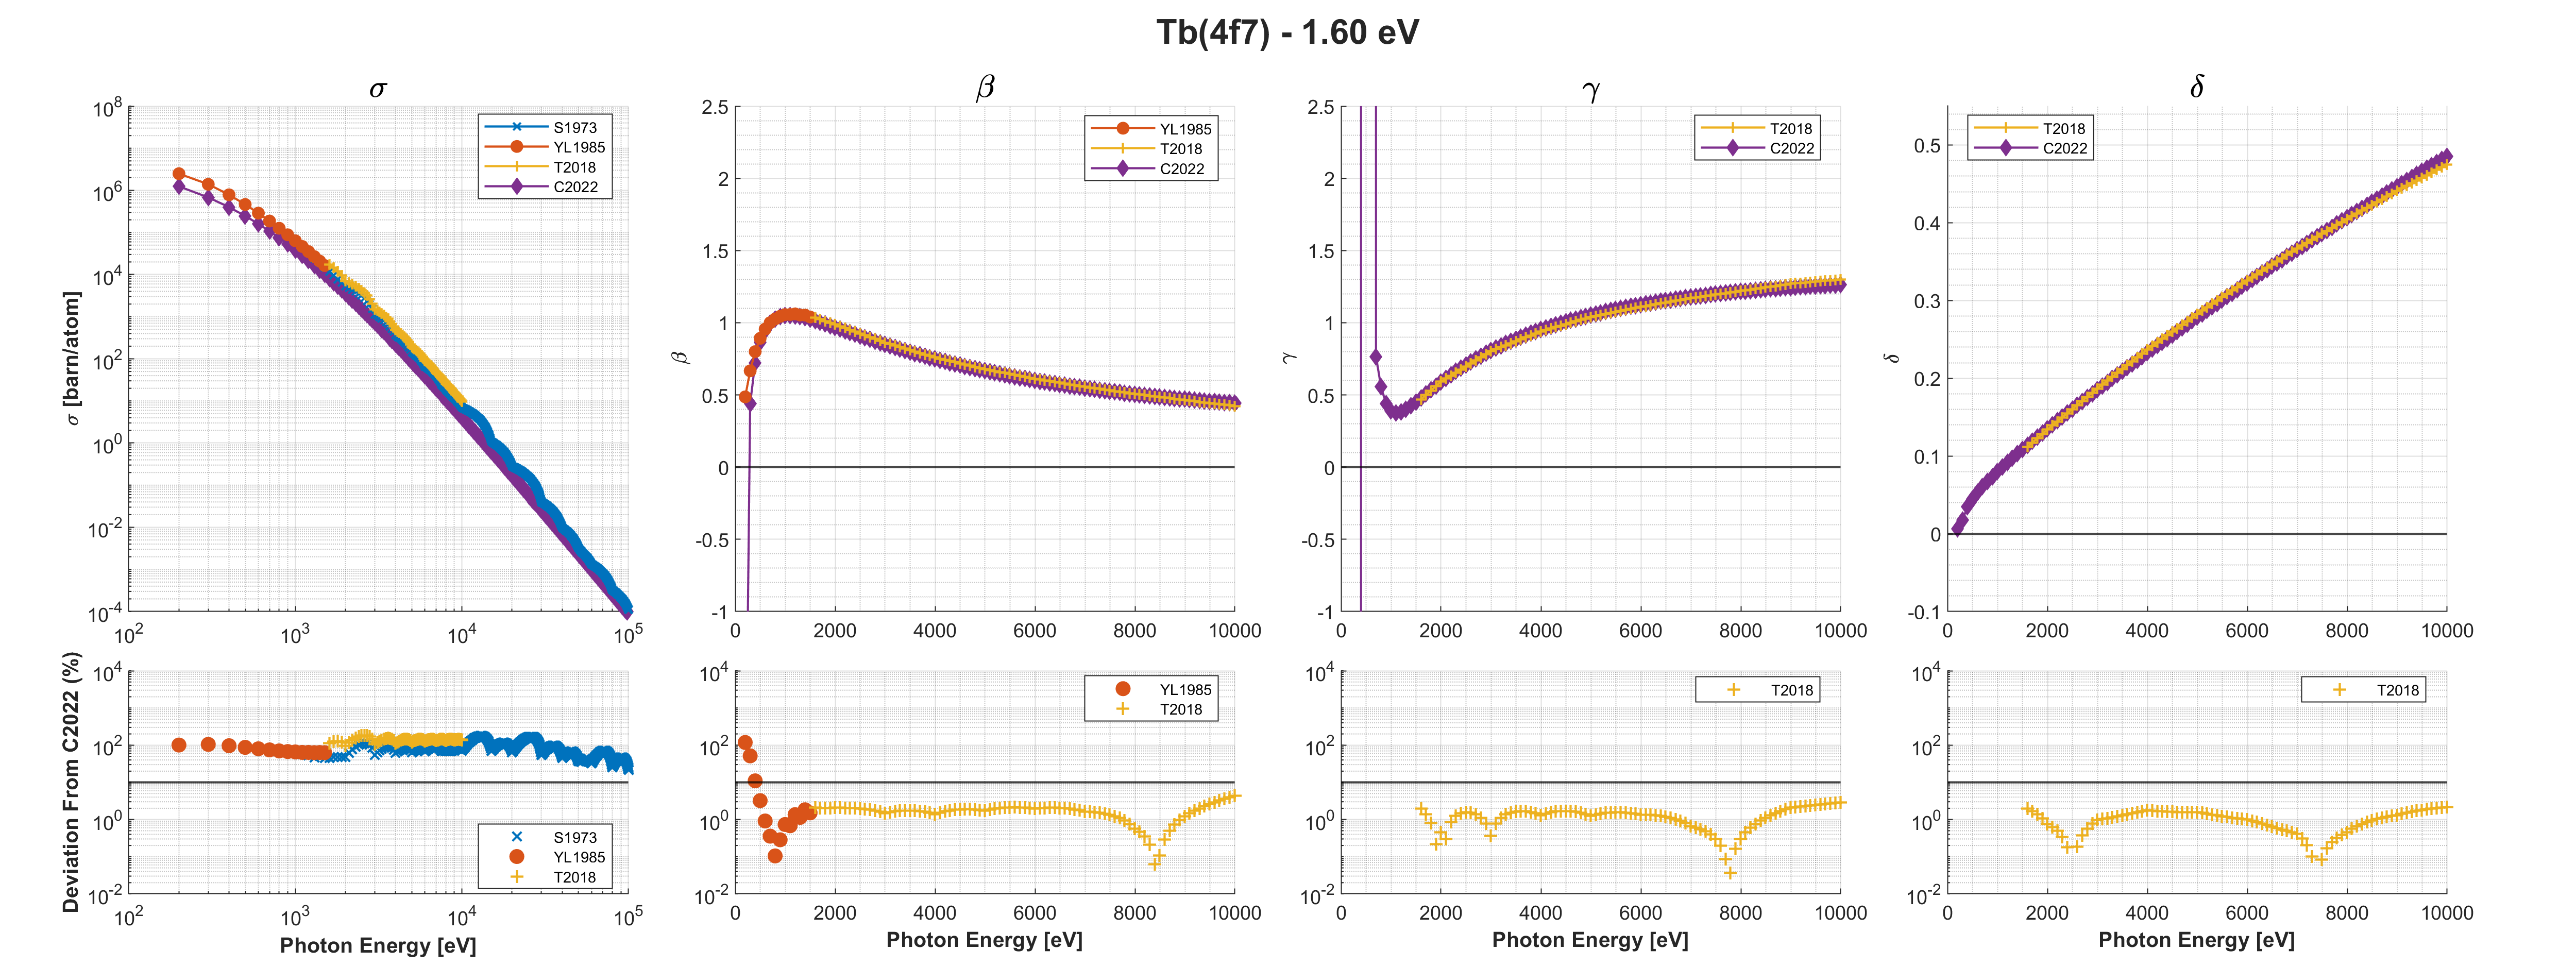 Tb(4f7) - 1.60 eV
σ
10^8
10^6
10^4
10^2
10^0
10^-2
10^-4
10^2
10^3
10^4
10^5
σ [barn/atom]
S1973
YL1985
T2018
C2022
β
2.5
2
1.5
1
0.5
0
-0.5
-1
0
2000
4000
6000
8000
10000
β
YL1985
T2018
C2022
γ
2.5
2
1.5
1
0.5
0
-0.5
-1
0
2000
4000
6000
8000
10000
γ
T2018
C2022
δ
0.5
0.4
0.3
0.2
0.1
0
-0.1
0
2000
4000
6000
8000
10000
δ
T2018
C2022
Deviation From C2022 (%)
10^4
10^2
10^0
10^-2
10^2
10^3
10^4
10^5
Photon Energy [eV]
S1973
YL1985
T2018
10^4
10^2
10^0
10^-2
0
2000
4000
6000
8000
10000
Photon Energy [eV]
YL1985
T2018
10^4
10^2
10^0
10^-2
0
2000
4000
6000
8000
10000
Photon Energy [eV]
T2018
10^4
10^2
10^0
10^-2
0
2000
4000
6000
8000
10000
Photon Energy [eV]
T2018